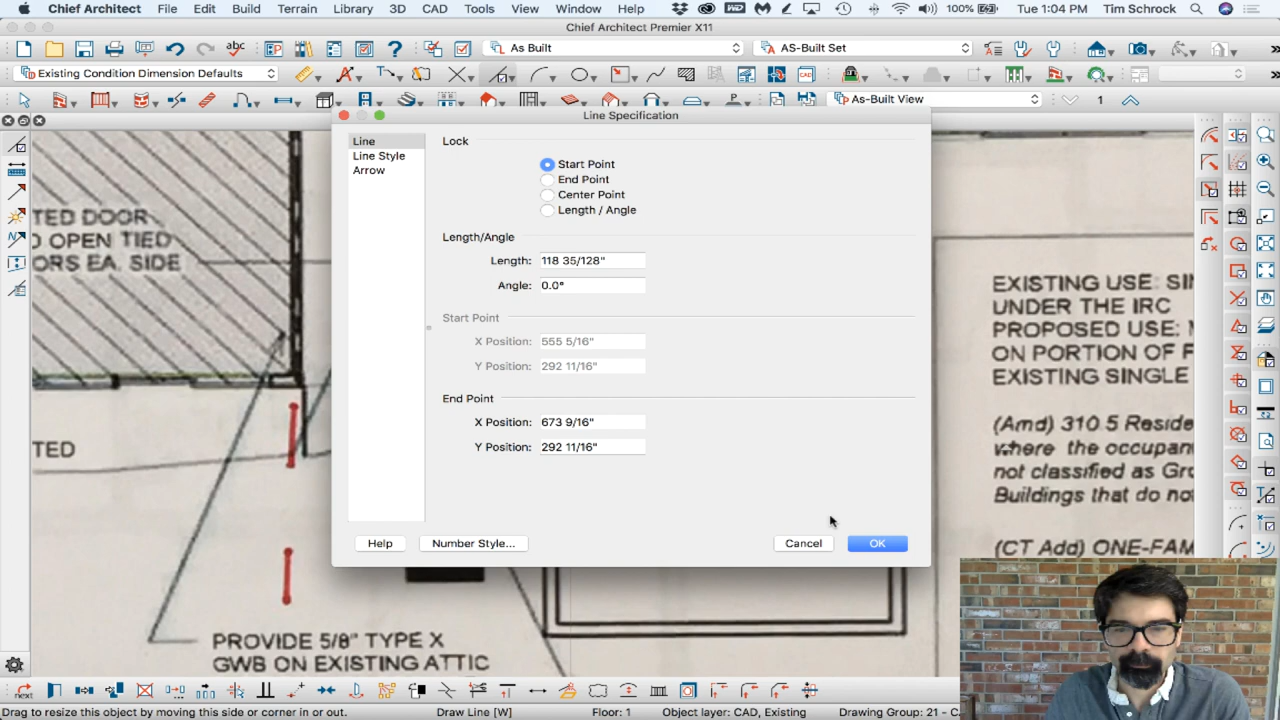 Chief Architect File Edit Build Terrain Library 3D CAD Tools View Window Help 100% Tue 1:04 PM Tim Schrock
Chief Architect Premier X11
As Built AS-Built Set
Existing Condition Dimension Defaults
As-Built View 1
Line Specification
Line
Line Style
Arrow
Lock
Start Point
End Point
Center Point
Length / Angle
Length/Angle
Length: 118 35/128"
Angle: 0.0°
Start Point
X Position: 555 5/16"
Y Position: 292 11/16"
End Point
X Position: 673 9/16"
Y Position: 292 11/16"
Help Number Style... Cancel OK
TED DOOR
O OPEN TIED
ORS EA. SIDE
TED
PROVIDE 5/8" TYPE X
GWB ON EXISTING ATTIC
EXISTING USE: SI
UNDER THE IRC
PROPOSED USE: M
ON PORTION OF F
EXISTING SINGLE
(Amd) 310.5 Reside
where the occupan
not classified as Gro
Buildings that do not
(CT Add) ONE-FAM
next
Drag to resize this object by moving this side or corner in or out. Draw Line [W] Floor: 1 Object layer: CAD, Existing Drawing Group: 21 - C